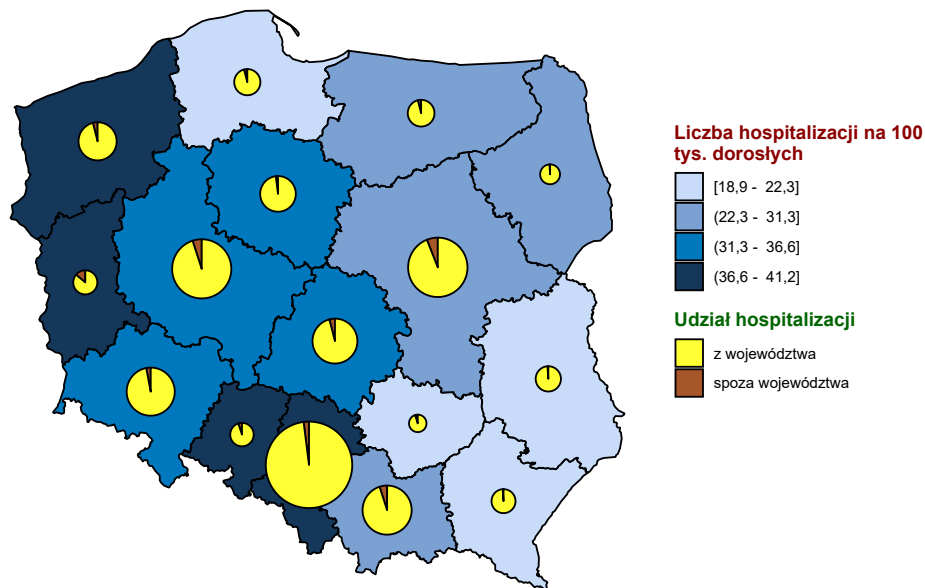 Liczba hospitalizacji na 100
tys. dorosłych
[18,9 - 22,3]
(22,3 - 31,3]
(31,3 - 36,6]
(36,6 - 41,2]
Udział hospitalizacji
z województwa
spoza województwa